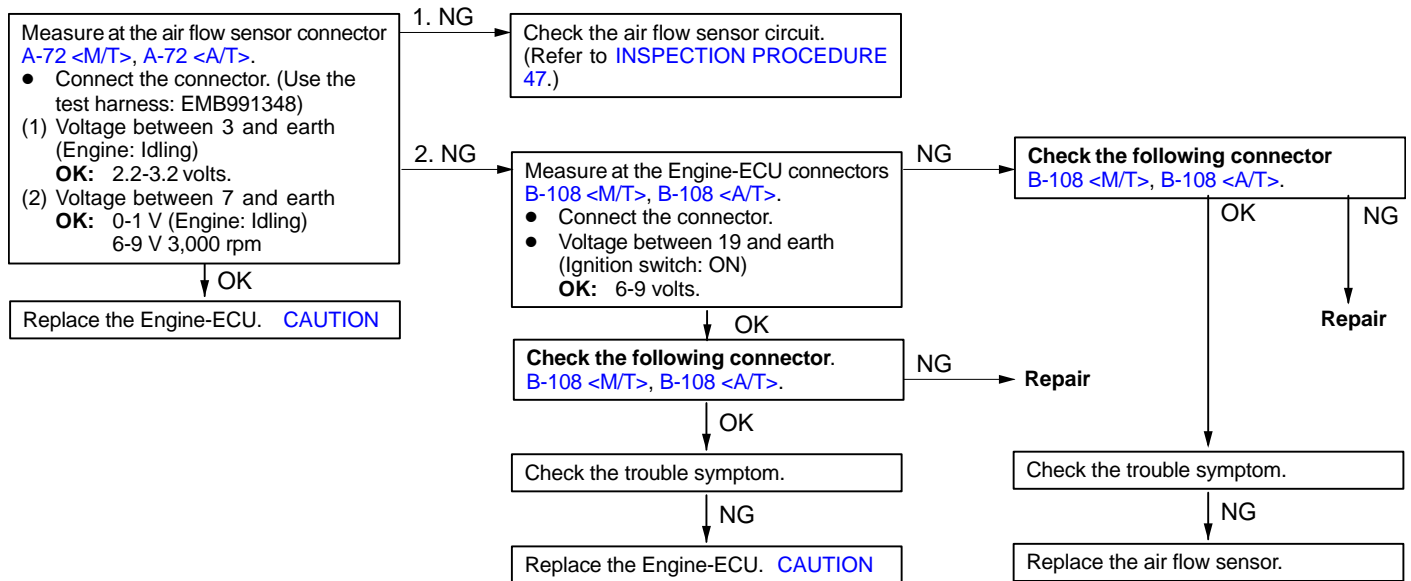 Measure at the air flow sensor connector
A-72 <M/T>, A-72 <A/T>.
● Connect the connector. (Use the
test harness: EMB991348)
(1) Voltage between 3 and earth
(Engine: Idling)
OK: 2.2-3.2 volts.
(2) Voltage between 7 and earth
OK: 0-1 V (Engine: Idling)
6-9 V 3,000 rpm
1. NG
Check the air flow sensor circuit.
(Refer to INSPECTION PROCEDURE
47.)
2. NG
Measure at the Engine-ECU connectors
B-108 <M/T>, B-108 <A/T>.
● Connect the connector.
● Voltage between 19 and earth
(Ignition switch: ON)
OK: 6-9 volts.
NG
Check the following connector
B-108 <M/T>, B-108 <A/T>.
OK
NG
Repair
OK
Replace the Engine-ECU. CAUTION
OK
Check the following connector.
B-108 <M/T>, B-108 <A/T>.
NG
Repair
OK
Check the trouble symptom.
NG
Replace the Engine-ECU. CAUTION
Check the trouble symptom.
NG
Replace the air flow sensor.